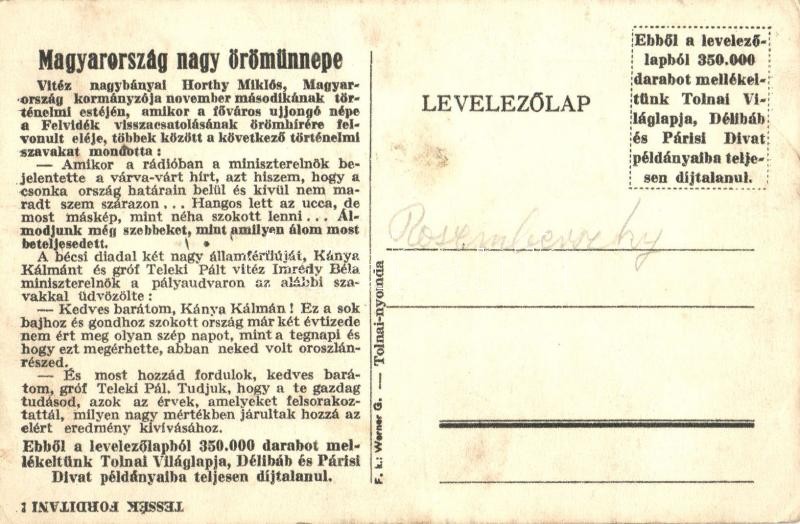 Magyarország nagy örömünnepe
Vitéz nagybányai Horthy Miklós, Magyar-
ország kormányzója november másodikának tör-
ténelmi estéjén, amikor a főváros ujjongó népe
a Felvidék visszacsatolásának örömhírére fel-
vonult eléje, többek között a következő történelmi
szavakat mondotta :
— Amikor a rádióban a miniszterelnök be-
jelentette a várva-várt hírt, azt hiszem, hogy a
csonka ország határain belül és kívül nem ma-
radt szem szárazon . . . Hangos lett az ucca, de
most másként, mint néha szokott lenni . . . Ál-
modjunk még szebbeket, mint amilyen álom most
beteljesedett.
A bécsi diadal két nagy államférfiúját, Kánya
Kálmánt és gróf Teleki Pált vitéz Imrédy Béla
miniszterelnök a pályaudvaron az alábbi sza-
vakkal üdvözölte :
— Kedves barátom, Kánya Kálmán ! Ez a sok
bajhoz és gondhoz szokott ország már két évtizede
nem ért meg olyan szép napot, mint a tegnapi és
hogy ezt megérhette, abban neked volt oroszlán-
részed.
— És most hozzád fordulok, kedves bará-
tom, gróf Teleki Pál. Tudjuk, hogy a te gazdag
tudásod, azok az érvek, amelyeket felsorakoz-
tattál, milyen nagy mértékben járultak hozzá az
elért eredmény kivívásához.
Ebből a levelezőlapból 350.000 darabot mel-
lékeltünk Tolnai Világlapja, Délibáb és Párisi
Divat példányaiba teljesen díjtalanul.
TESSÉK FORDITANI !
F. k.: Werner G. — Tolnai-nyomda
LEVELEZŐLAP
Ebből a levelező-
lapból 350.000
darabot mellékel-
tünk Tolnai Vi-
láglapja, Délibáb
és Párisi Divat
példányaiba telje-
sen díjtalanul.